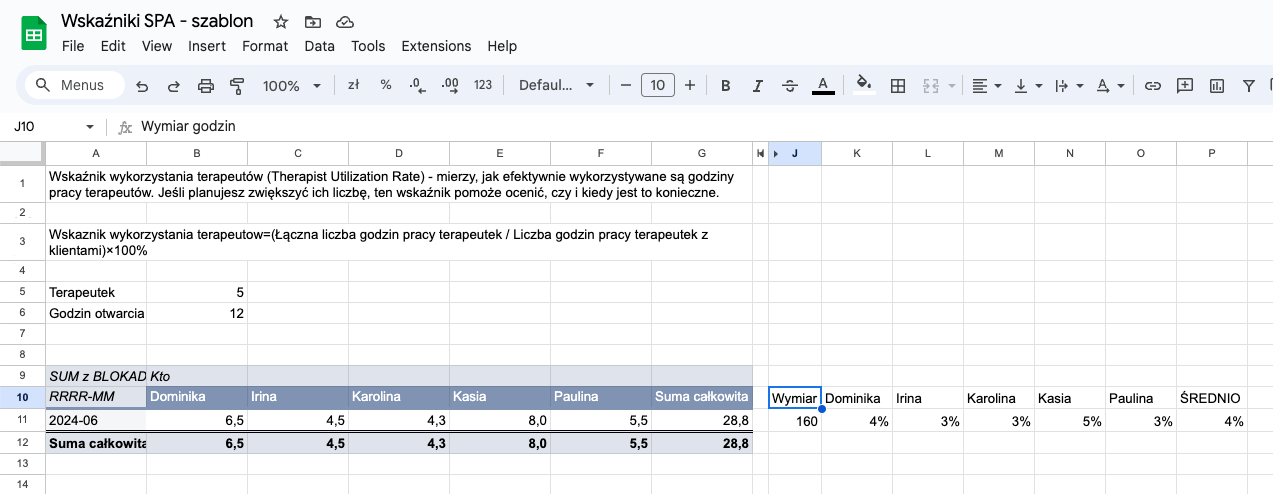 Wskaźniki SPA - szablon
File Edit View Insert Format Data Tools Extensions Help
Menus 100% zł % .0 .00 123 Defaul... 10 B I S A
J10 fx Wymiar godzin
A B C D E F G J K L M N O P
1 Wskaźnik wykorzystania terapeutów (Therapist Utilization Rate) - mierzy, jak efektywnie wykorzystywane są godziny
pracy terapeutów. Jeśli planujesz zwiększyć ich liczbę, ten wskaźnik pomoże ocenić, czy i kiedy jest to konieczne.
2
3 Wskaznik wykorzystania terapeutow=(Łączna liczba godzin pracy terapeutek / Liczba godzin pracy terapeutek z
klientami)×100%
4
5 Terapeutek 5
6 Godzin otwarcia 12
7
8
9 SUM z BLOKAD Kto
10 RRRR-MM Dominika Irina Karolina Kasia Paulina Suma całkowita Wymiar Dominika Irina Karolina Kasia Paulina ŚREDNIO
11 2024-06 6,5 4,5 4,3 8,0 5,5 28,8 160 4% 3% 3% 5% 3% 4%
12 Suma całkowita 6,5 4,5 4,3 8,0 5,5 28,8
13
14